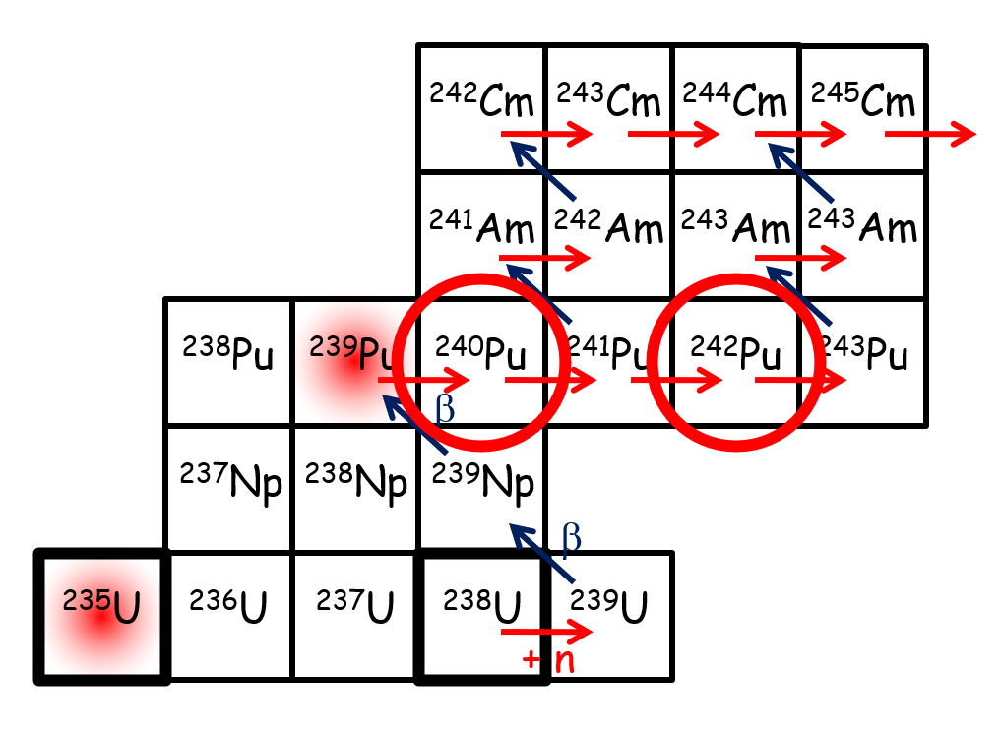 ²⁴²Cm ²⁴³Cm ²⁴⁴Cm ²⁴⁵Cm
²⁴¹Am ²⁴²Am ²⁴³Am ²⁴³Am
²³⁸Pu ²³⁹Pu ²⁴⁰Pu ²⁴¹Pu ²⁴²Pu ²⁴³Pu
β
²³⁷Np ²³⁸Np ²³⁹Np
β
²³⁵U ²³⁶U ²³⁷U ²³⁸U ²³⁹U
+ n